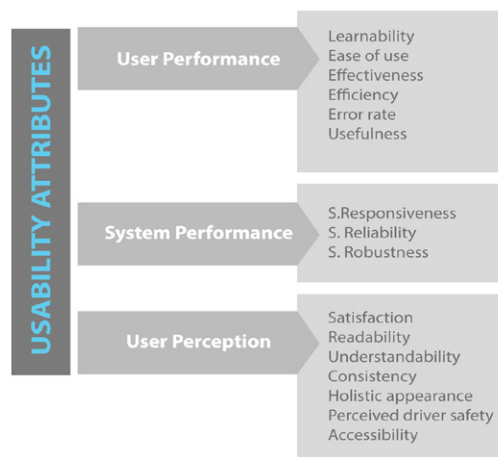 USABILITY ATTRIBUTES
User Performance
Learnability
Ease of use
Effectiveness
Efficiency
Error rate
Usefulness
System Performance
S.Responsiveness
S. Reliability
S. Robustness
User Perception
Satisfaction
Readability
Understandability
Consistency
Holistic appearance
Perceived driver safety
Accessibility